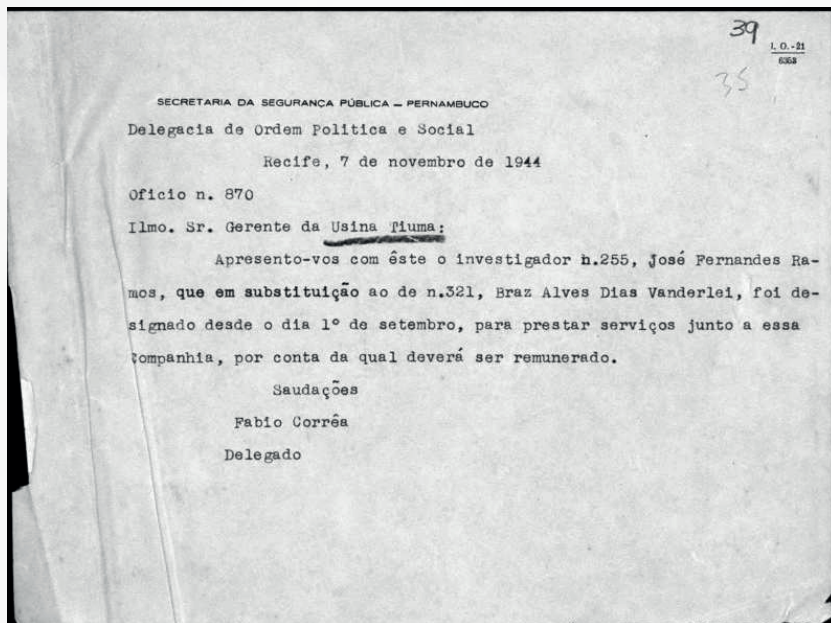 39
I. O.-21
6353
35
SECRETARIA DA SEGURANÇA PÚBLICA — PERNAMBUCO
Delegacia de Ordem Politica e Social
Recife, 7 de novembro de 1944
Oficio n. 870
Ilmo. Sr. Gerente da Usina Tiuma:
Apresento-vos com êste o investigador n.255, José Fernandes Ra-
mos, que em substituição ao de n.321, Braz Alves Dias Vanderlei, foi de-
signado desde o dia 1º de setembro, para prestar serviços junto a essa
Companhia, por conta da qual deverá ser remunerado.
Saudações
Fabio Corrêa
Delegado